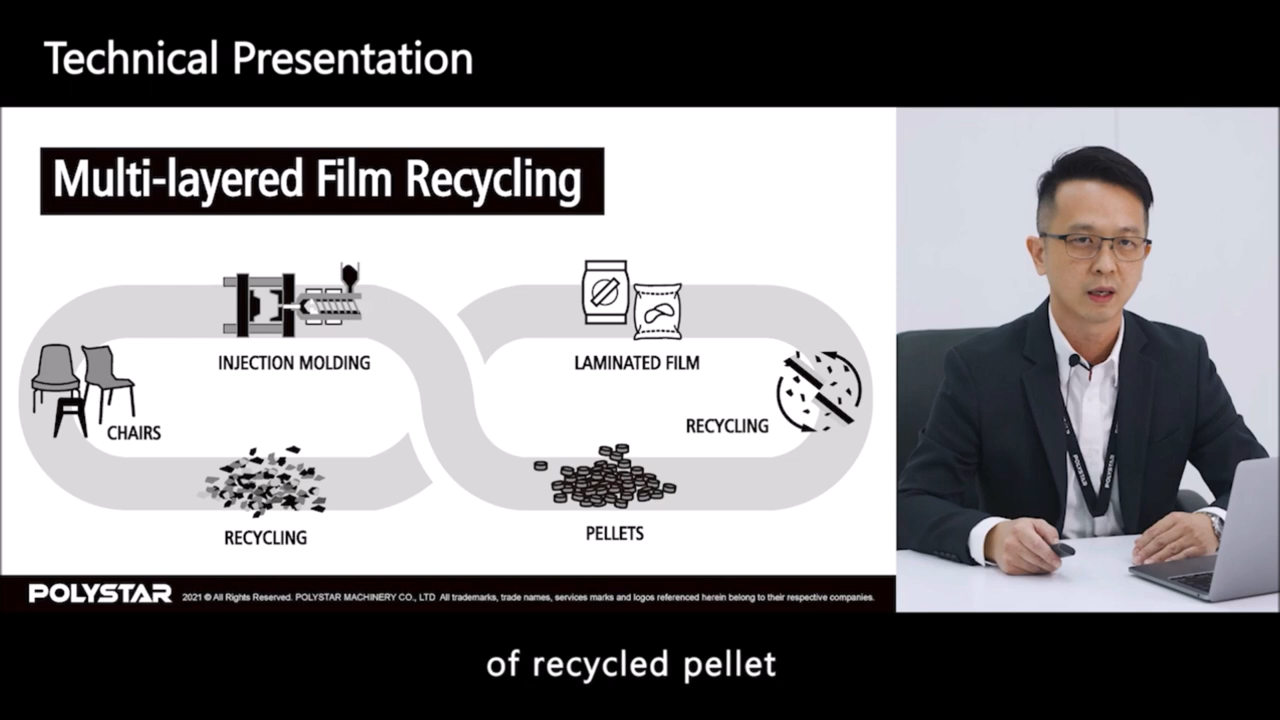 Technical Presentation
Multi-layered Film Recycling
INJECTION MOLDING
LAMINATED FILM
CHAIRS
RECYCLING
RECYCLING
PELLETS
POLYSTAR 2021 © All Rights Reserved. POLYSTAR MACHINERY CO., LTD All trademarks, trade names, services marks and logos referenced herein belong to their respective companies.
POLYSTAR
of recycled pellet